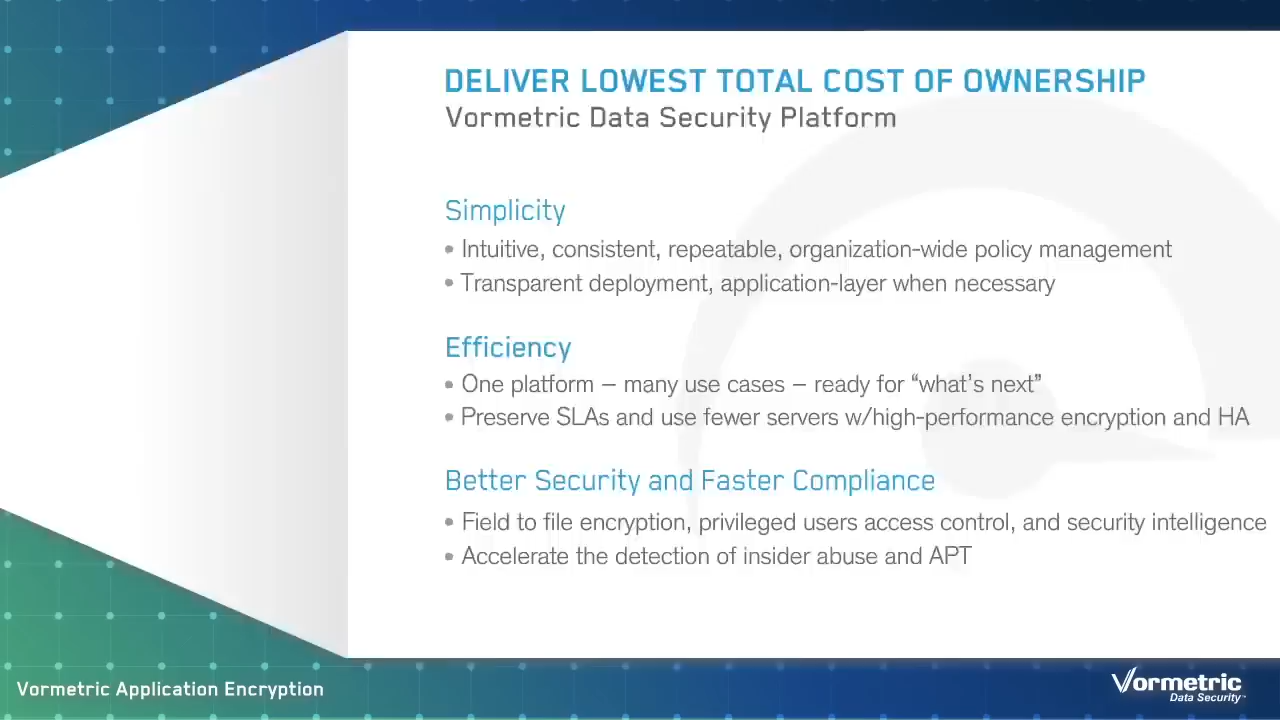 DELIVER LOWEST TOTAL COST OF OWNERSHIP
Vormetric Data Security Platform
Simplicity
• Intuitive, consistent, repeatable, organization-wide policy management
• Transparent deployment, application-layer when necessary
Efficiency
• One platform – many use cases – ready for “what’s next”
• Preserve SLAs and use fewer servers w/high-performance encryption and HA
Better Security and Faster Compliance
• Field to file encryption, privileged users access control, and security intelligence
• Accelerate the detection of insider abuse and APT
Vormetric Application Encryption
Vormetric
Data Security™